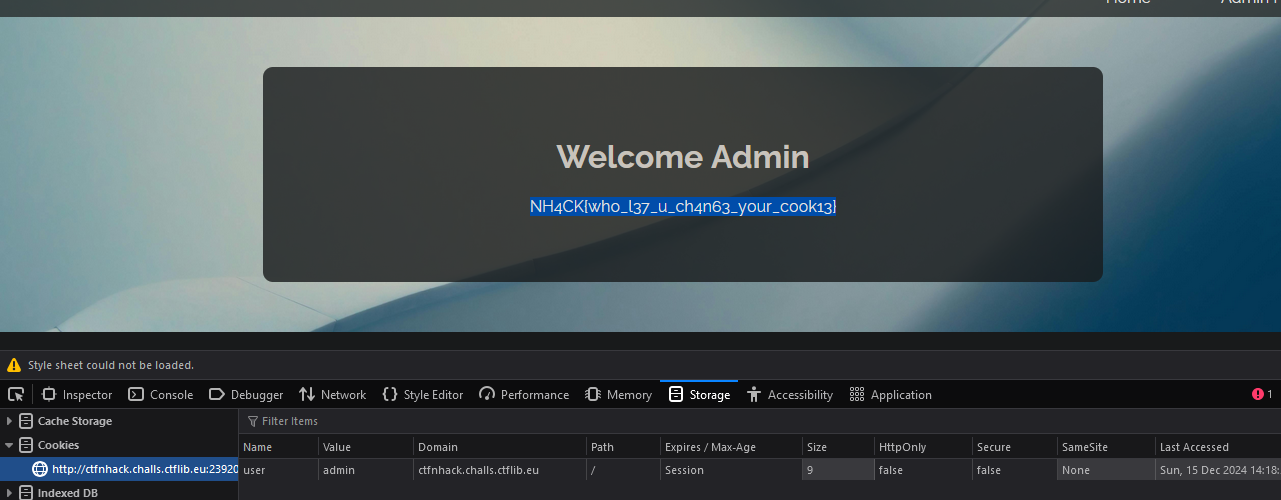 Home
Welcome Admin
NH4CK{who_l37_u_ch4n63_your_cook13}
Style sheet could not be loaded.
Inspector Console Debugger Network Style Editor Performance Memory Storage Accessibility Application 1
Cache Storage
Filter Items
Cookies
Name Value Domain Path Expires / Max-Age Size HttpOnly Secure SameSite Last Accessed
http://ctfnhack.challs.ctflib.eu:23920
user admin ctfnhack.challs.ctflib.eu / Session 9 false false None Sun, 15 Dec 2024 14:18:
Indexed DB